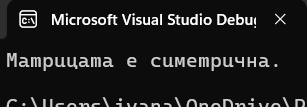 Microsoft Visual Studio Debug
Матрицата е симетрична.
C:\Users\ivana\OneDrive\